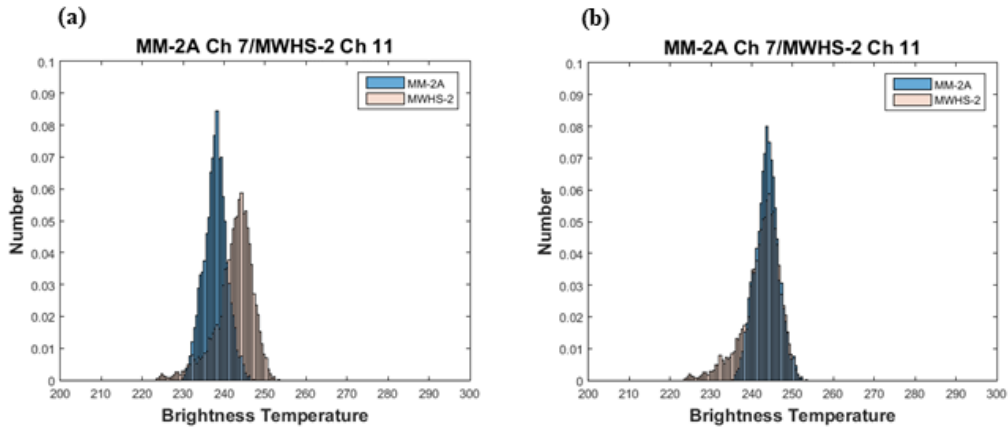 (a)
MM-2A Ch 7/MWHS-2 Ch 11
0.1
0.09
0.08
0.07
0.06
0.05
0.04
0.03
0.02
0.01
0
Number
MM-2A
MWHS-2
200 210 220 230 240 250 260 270 280 290 300
Brightness Temperature
(b)
MM-2A Ch 7/MWHS-2 Ch 11
0.1
0.09
0.08
0.07
0.06
0.05
0.04
0.03
0.02
0.01
0
Number
MM-2A
MWHS-2
200 210 220 230 240 250 260 270 280 290 300
Brightness Temperature